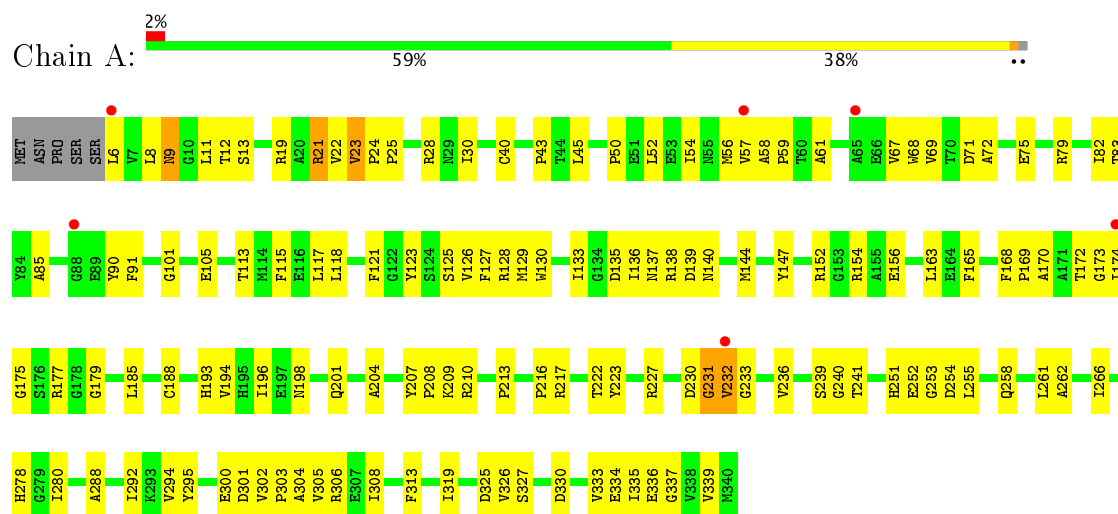 2%
Chain A:
59% 38% ••
MET ASN PRO SER SER L6 V7 L8 N9 G10 L11 T12 S13 R19 A20 R21 V22 V23 P24 P25 R28 N29 I30 C40 P43 T44 L45 P50 E51 L52 E53 I54 N55 M56 V57 A58 P59 T60 A61 A65 E66 V67 W68 V69 T70 D71 A72 E75 R79 I82 T83
Y84 A85 G88 E89 Y90 F91 G101 E105 T113 M114 F115 E116 L117 L118 F121 G122 Y123 S124 S125 V126 F127 R128 M129 W130 I133 G134 D135 I136 N137 R138 D139 N140 M144 Y147 R152 G153 R154 A155 E156 L163 E164 F165 F168 P169 A170 A171 T172 G173 I174
G175 S176 R177 G178 G179 L185 C188 H193 V194 H195 I196 E197 N198 Q201 A204 Y207 P208 K209 R210 P213 P216 R217 T222 Y223 R227 D230 G231 V232 G233 V236 S239 G240 T241 H251 E252 G253 D254 L255 Q258 L261 A262 I266
H278 G279 I280 A288 I292 K293 V294 Y295 E300 D301 V302 P303 A304 V305 R306 E307 I308 F313 I319 D325 V326 S327 D330 V333 E334 I335 E336 G337 V338 V339 M340